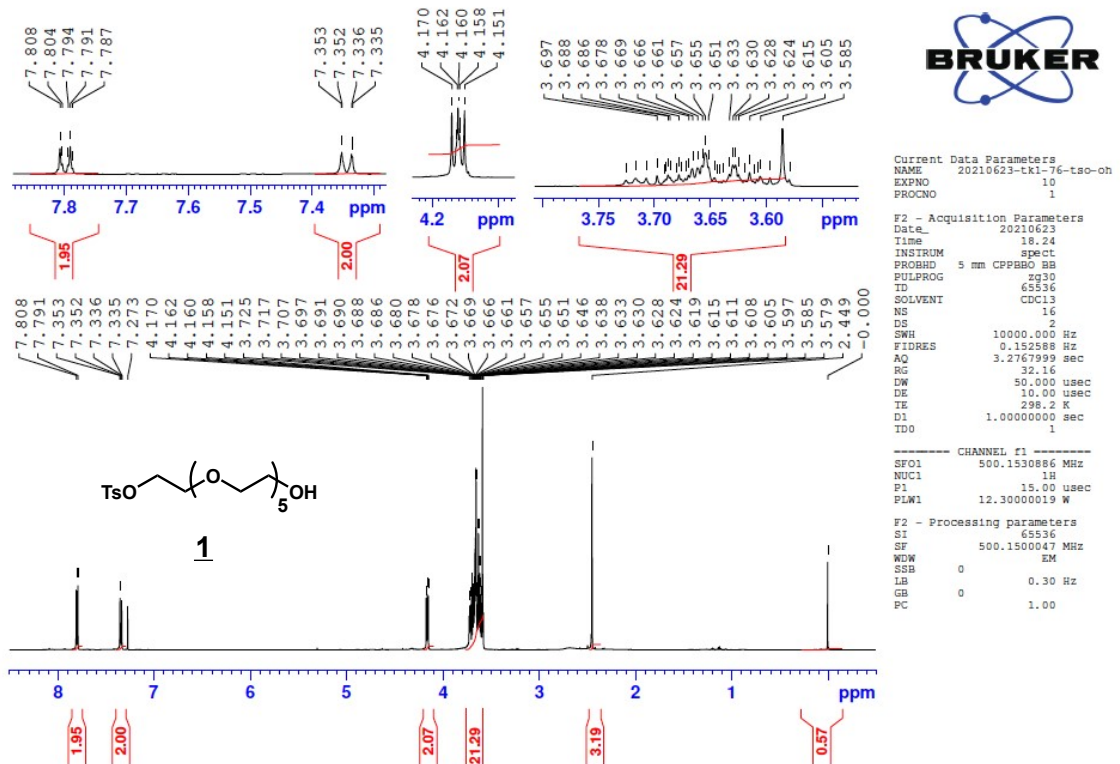 7.808
7.804
7.794
7.791
7.787
7.353
7.352
7.336
7.335
4.170
4.162
4.160
4.158
4.151
3.697
3.688
3.686
3.678
3.669
3.666
3.661
3.657
3.655
3.651
3.633
3.630
3.628
3.624
3.615
3.605
3.585
7.8 7.7 7.6 7.5 7.4 ppm
4.2 ppm
3.75 3.70 3.65 3.60 ppm
1.95
2.00
2.07
21.29
7.808
7.791
7.353
7.352
7.336
7.335
7.273
4.170
4.162
4.160
4.158
4.151
3.725
3.717
3.707
3.697
3.691
3.690
3.688
3.686
3.680
3.678
3.676
3.672
3.669
3.666
3.661
3.657
3.655
3.651
3.646
3.638
3.633
3.630
3.628
3.624
3.619
3.615
3.611
3.608
3.605
3.597
3.585
3.579
2.449
-0.000
TsO O 5 OH
1
8 7 6 5 4 3 2 1 ppm
1.95
2.00
2.07
21.29
3.19
0.57
BRUKER
Current Data Parameters
NAME 20210623-tk1-76-tso-oh
EXPNO 10
PROCNO 1
F2 - Acquisition Parameters
Date_ 20210623
Time 18.24
INSTRUM spect
PROBHD 5 mm CPPBBO BB
PULPROG zg30
TD 65536
SOLVENT CDCl3
NS 16
DS 2
SWH 10000.000 Hz
FIDRES 0.152588 Hz
AQ 3.2767999 sec
RG 32.16
DW 50.000 usec
DE 10.00 usec
TE 298.2 K
D1 1.00000000 sec
TD0 1
======== CHANNEL f1 ========
SFO1 500.1530886 MHz
NUC1 1H
P1 15.00 usec
PLW1 12.30000019 W
F2 - Processing parameters
SI 65536
SF 500.1500047 MHz
WDW EM
SSB 0
LB 0.30 Hz
GB 0
PC 1.00